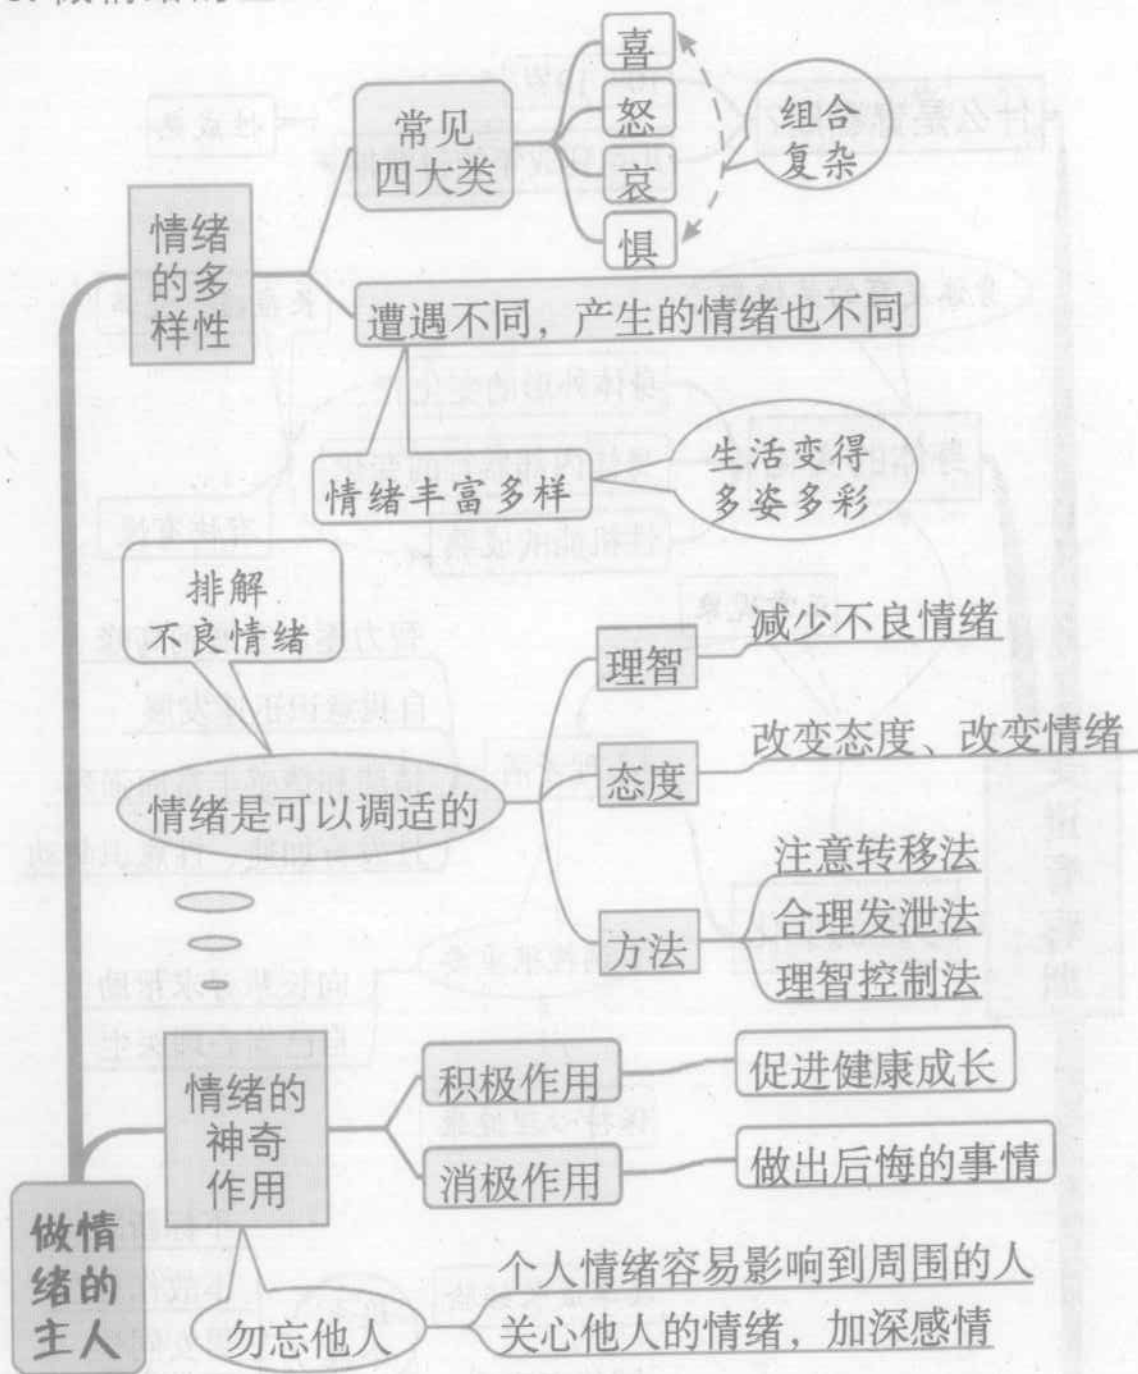 常见
四大类
喜
怒
哀
惧
组合
复杂
情绪
的多
样性
遭遇不同，产生的情绪也不同
情绪丰富多样
生活变得
多姿多彩
排解
不良情绪
情绪是可以调适的
理智
减少不良情绪
态度
改变态度、改变情绪
方法
注意转移法
合理发泄法
理智控制法
情绪的
神奇
作用
积极作用
促进健康成长
消极作用
做出后悔的事情
做情
绪的
主人
勿忘他人
个人情绪容易影响到周围的人
关心他人的情绪，加深感情